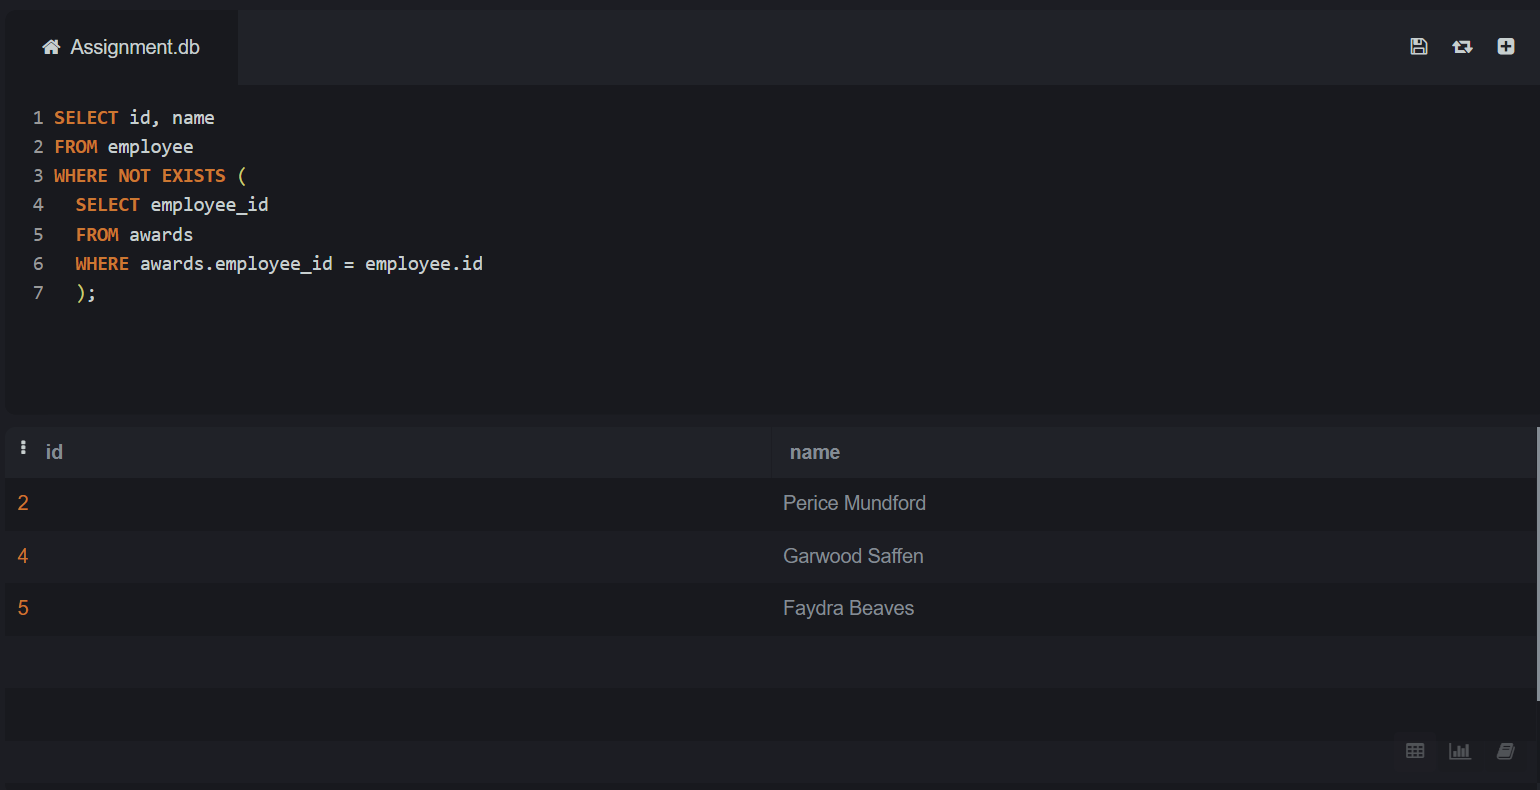 Assignment.db
1 SELECT id, name
2 FROM employee
3 WHERE NOT EXISTS (
4   SELECT employee_id
5   FROM awards
6   WHERE awards.employee_id = employee.id
7   );
id name
2 Perice Mundford
4 Garwood Saffen
5 Faydra Beaves